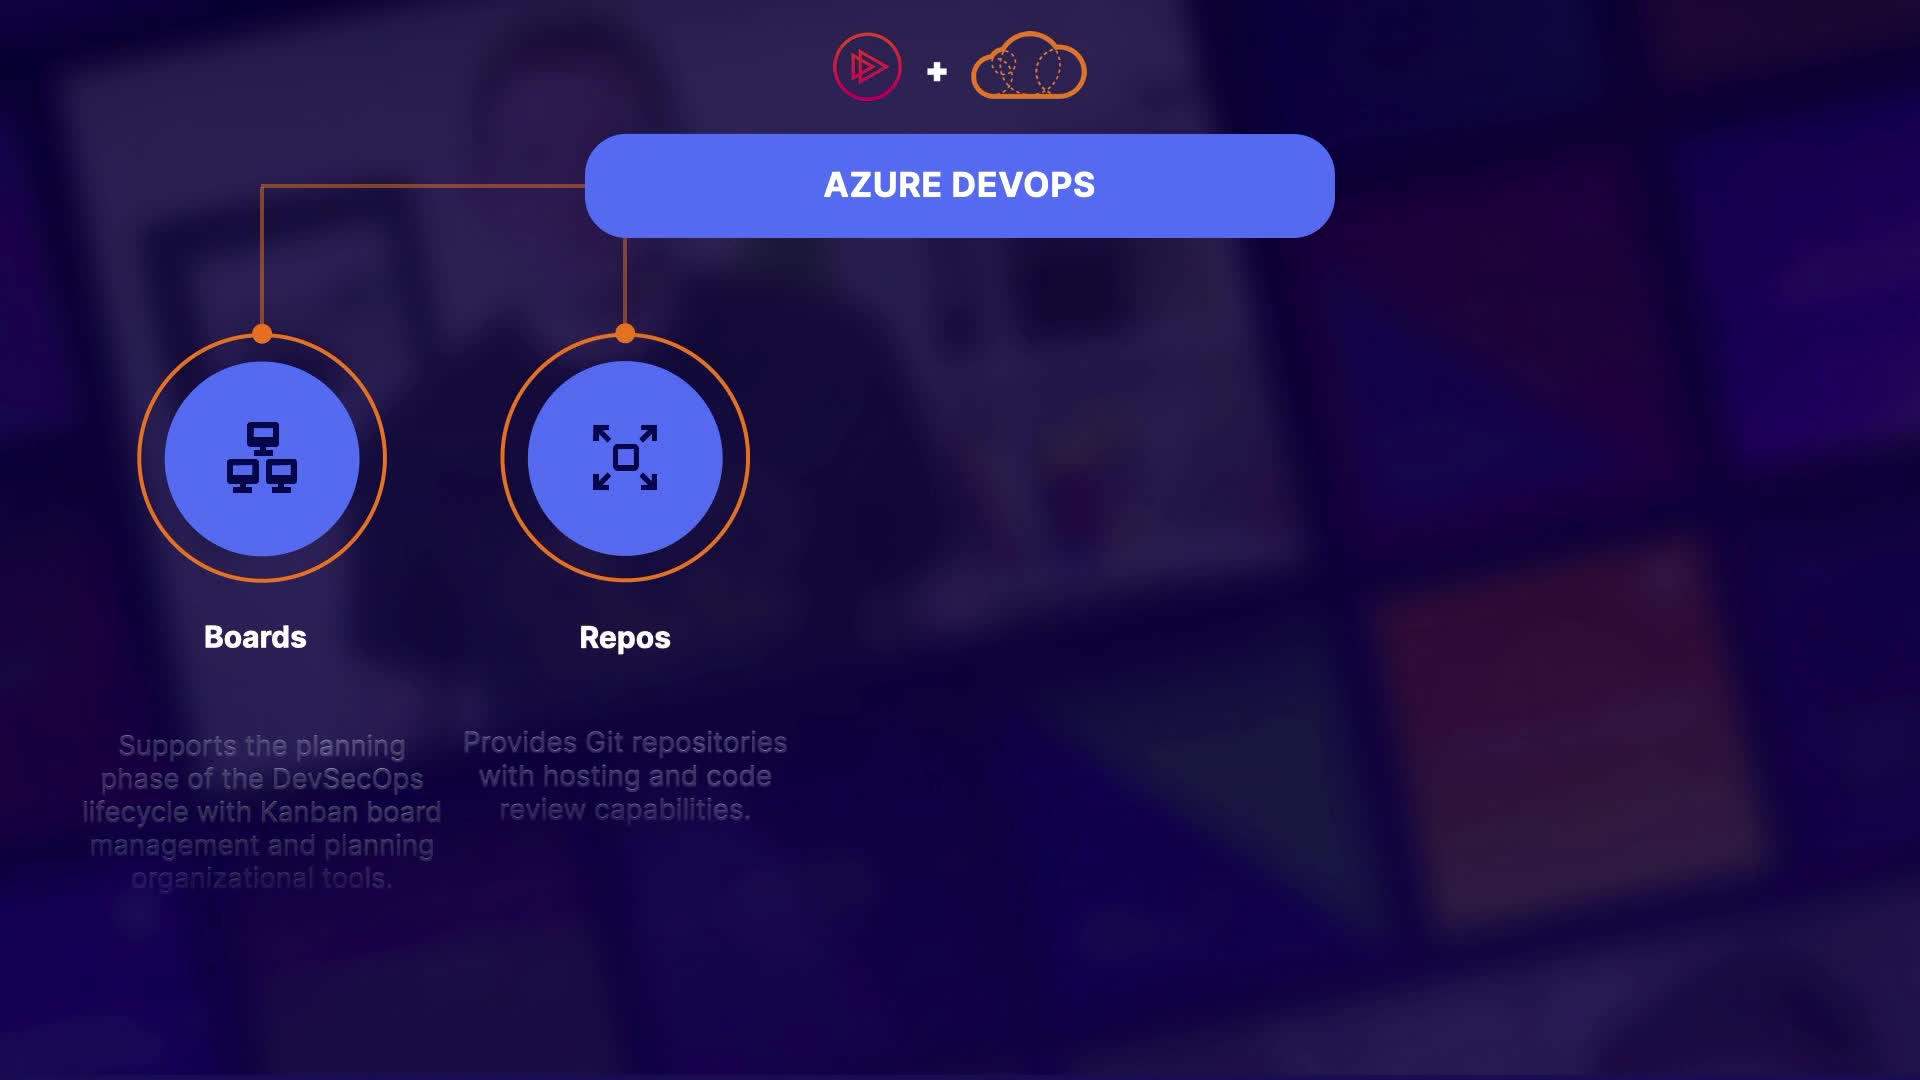 AZURE DEVOPS
Boards
Repos
Supports the planning
phase of the DevSecOps
lifecycle with Kanban board
management and planning
organizational tools.
Provides Git repositories
with hosting and code
review capabilities.